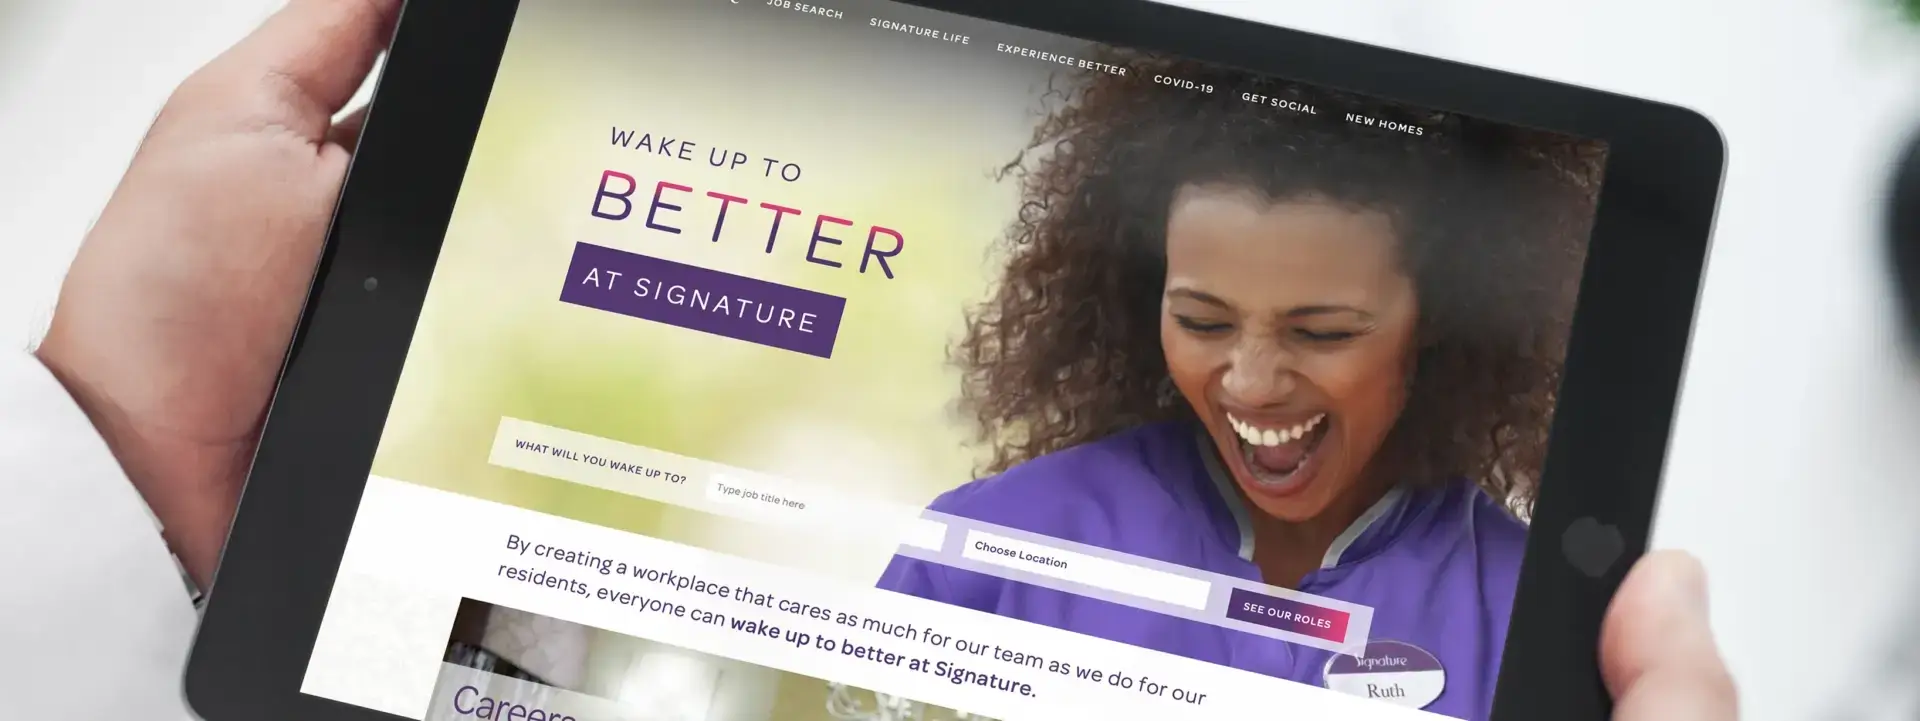 JOB SEARCH
SIGNATURE LIFE
EXPERIENCE BETTER
COVID-19
GET SOCIAL
NEW HOMES
WAKE UP TO
BETTER
AT SIGNATURE
WHAT WILL YOU WAKE UP TO?
Type job title here
Choose Location
SEE OUR ROLES
By creating a workplace that cares as much for our team as we do for our
residents, everyone can wake up to better at Signature.
Signature
Ruth
Careers